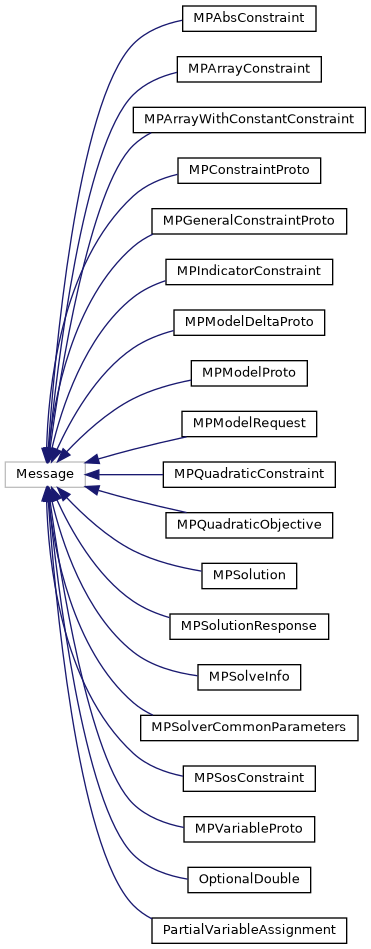 MPAbsConstraint
MPArrayConstraint
MPArrayWithConstantConstraint
MPConstraintProto
MPGeneralConstraintProto
MPIndicatorConstraint
MPModelDeltaProto
MPModelProto
MPModelRequest
Message
MPQuadraticConstraint
MPQuadraticObjective
MPSolution
MPSolutionResponse
MPSolveInfo
MPSolverCommonParameters
MPSosConstraint
MPVariableProto
OptionalDouble
PartialVariableAssignment